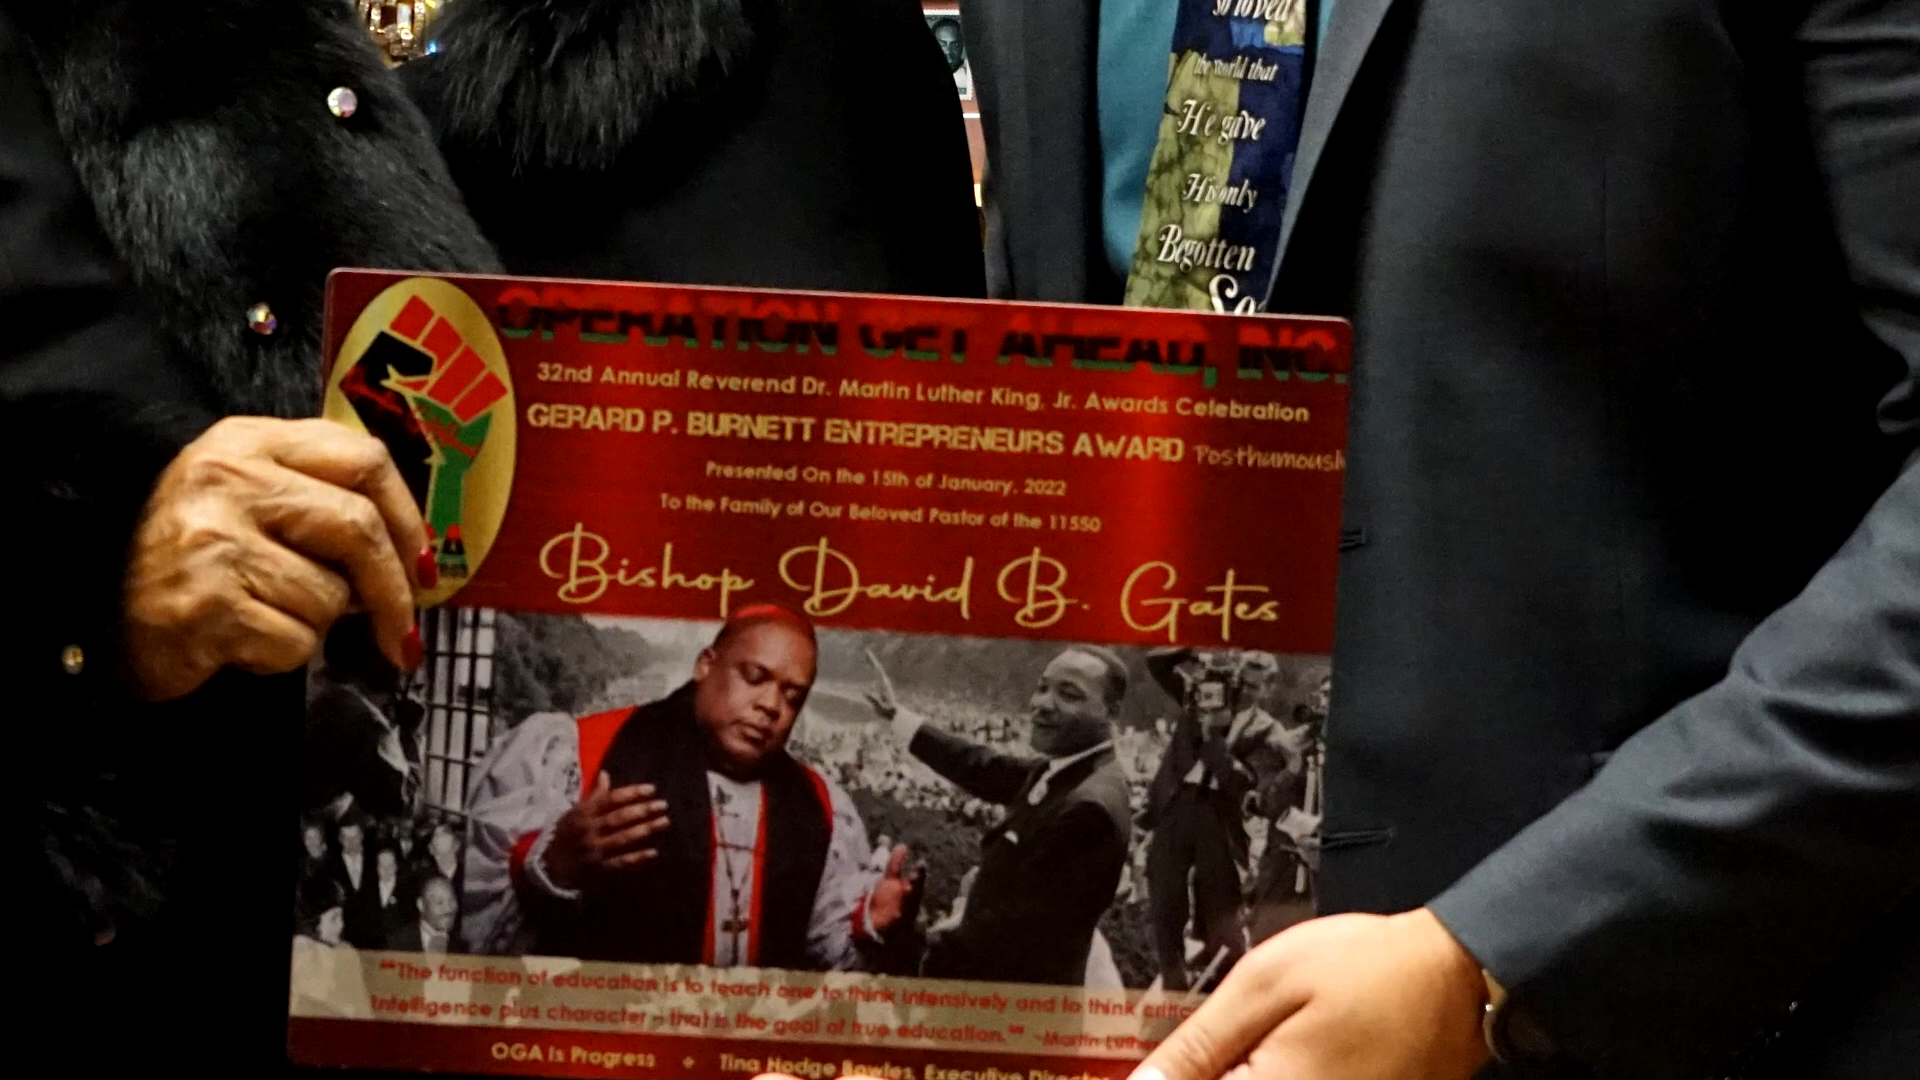 so loved
the world that
He gave
His only
Begotten
OPERATION GET AHEAD, INC.
32nd Annual Reverend Dr. Martin Luther King, Jr. Awards Celebration
GERARD P. BURNETT ENTREPRENEURS AWARD Posthumousl
Presented On the 15th of January, 2022
To the Family of Our Beloved Pastor of the 11550
Bishop David B. Gates
"The function of education is to teach one to think intensively and to think critic
Intelligence plus character - that is the goal of true education." -Martin Luther
OGA Is Progress ⬥ Tina Hodge Bowles, Executive Director